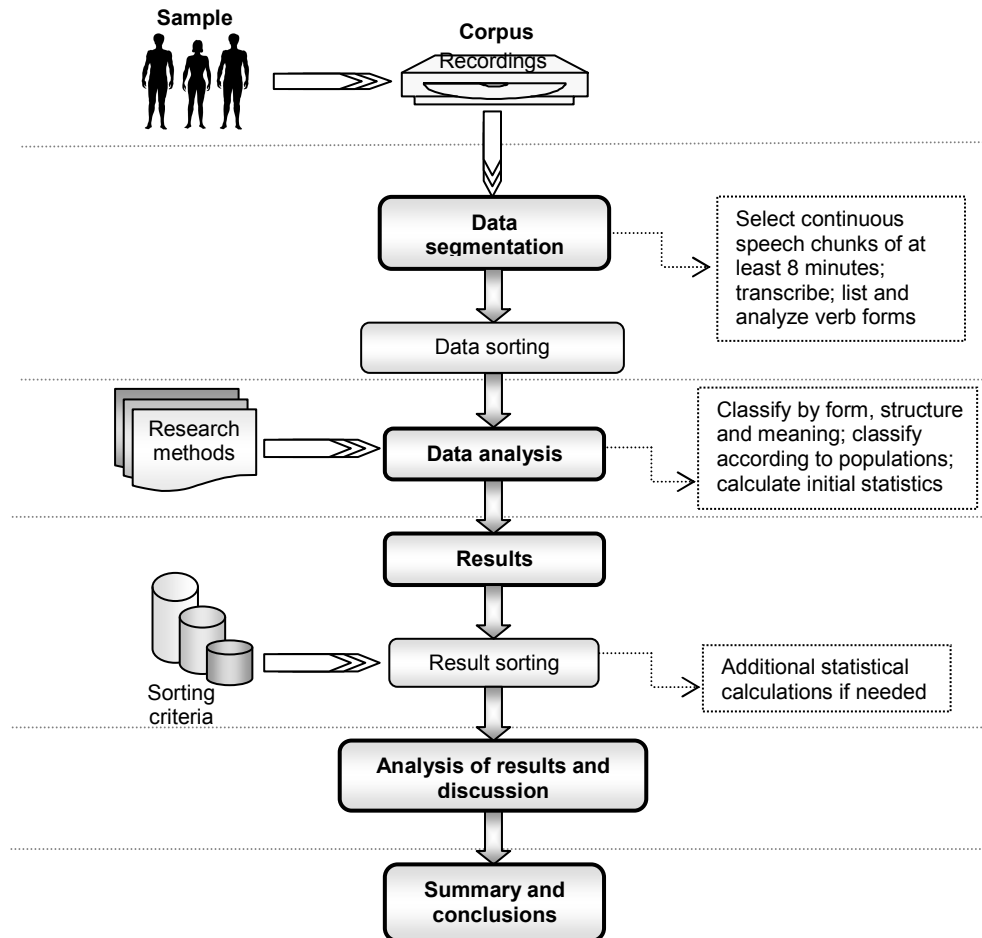 Sample
Corpus
Recordings
Data
segmentation
Select continuous
speech chunks of at
least 8 minutes;
transcribe; list and
analyze verb forms
Data sorting
Research
methods
Data analysis
Classify by form, structure
and meaning; classify
according to populations;
calculate initial statistics
Results
Sorting
criteria
Result sorting
Additional statistical
calculations if needed
Analysis of results and
discussion
Summary and
conclusions